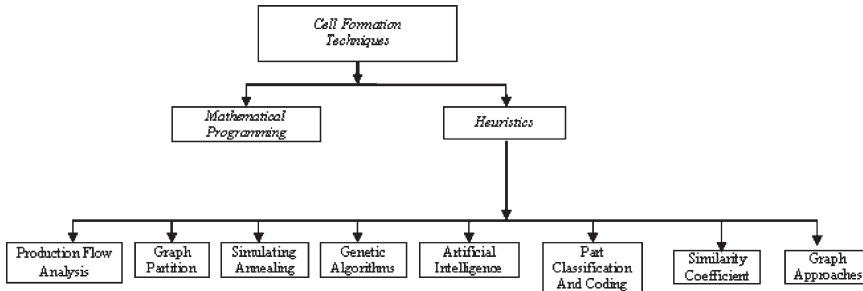 Cell Formation
Techniques
Mathematical
Programming
Heuristics
Production Flow
Analysis
Graph
Partition
Simulating
Annealing
Genetic
Algorithms
Artificial
Intelligence
Part
Classification
And Coding
Similarity
Coefficient
Graph
Approaches